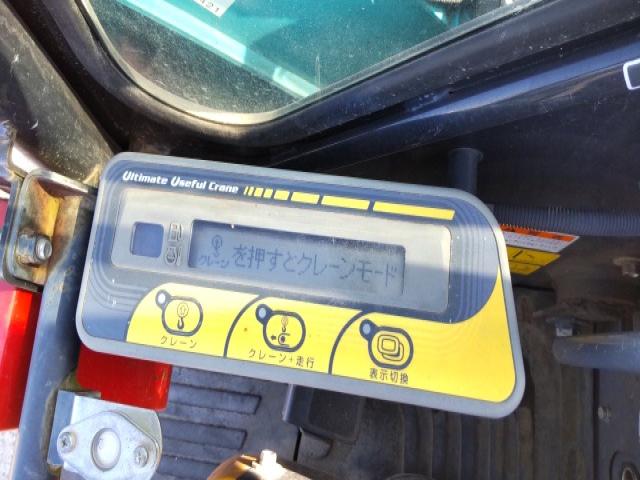 421
Ultimate Useful Crane
クレーン を押すとクレーンモード
クレーン
クレーン+走行
表示切換